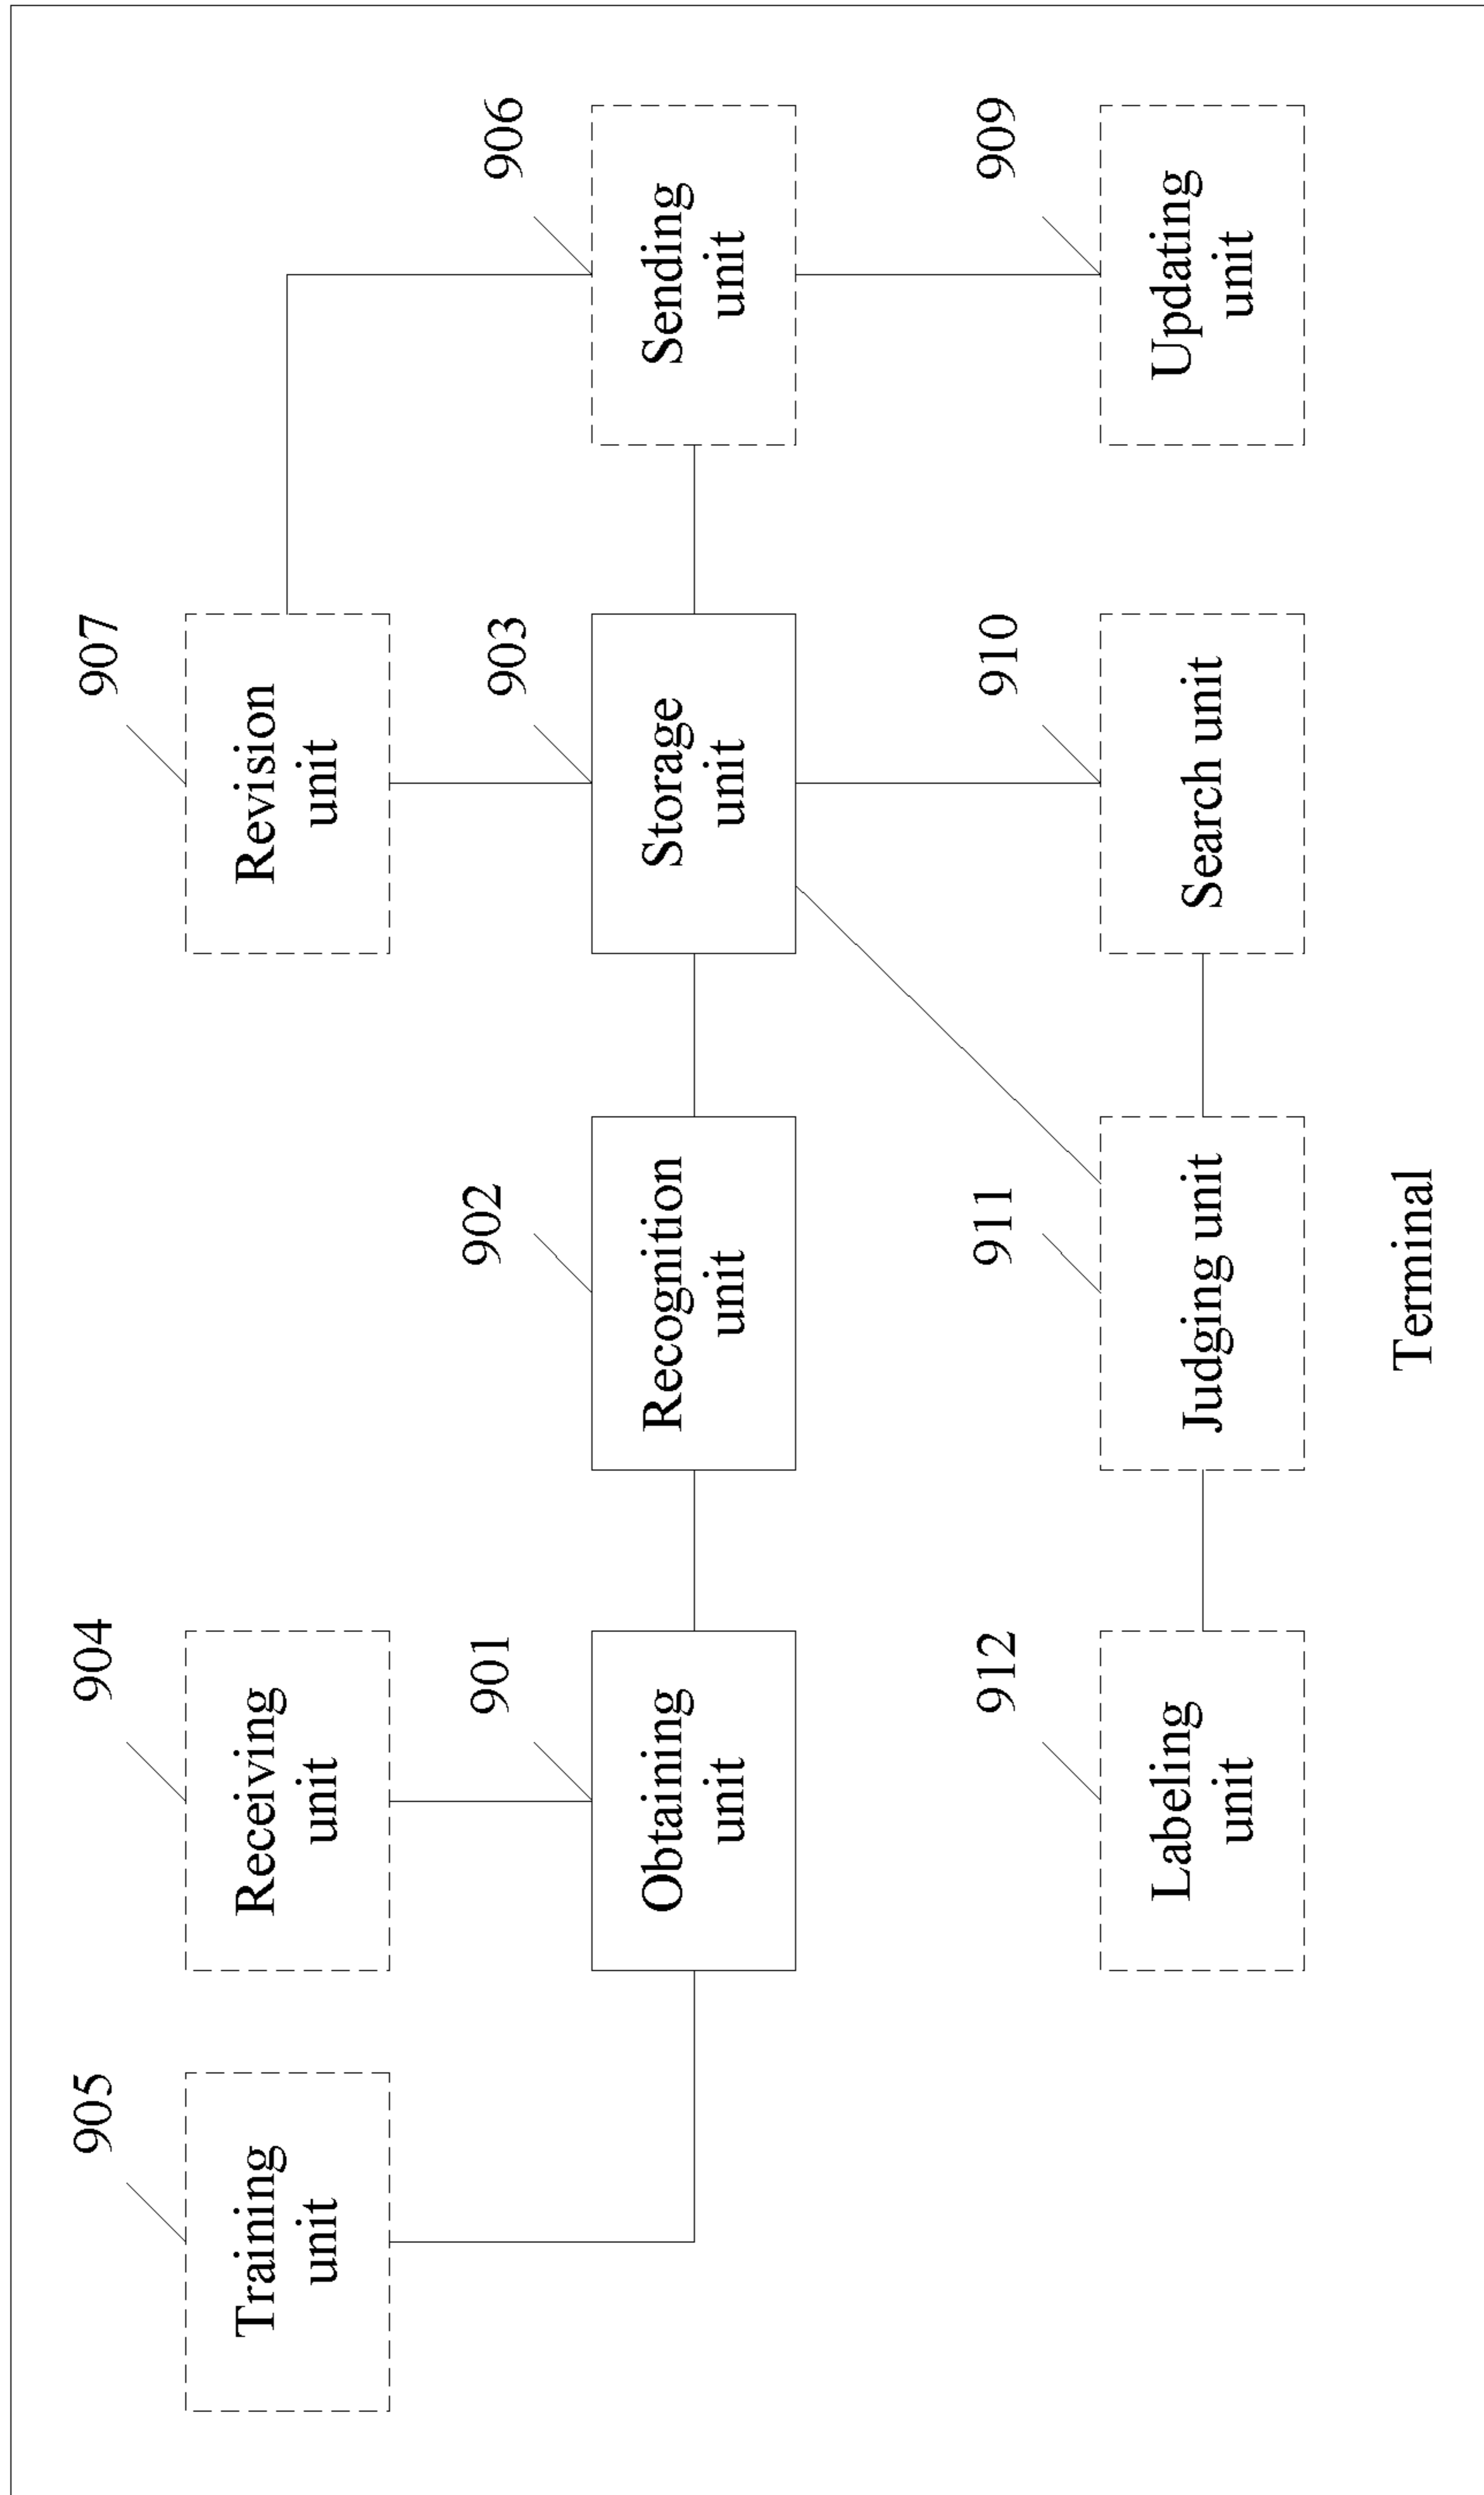 905
Training
unit
904
Receiving
unit
907
Revision
unit
901
Obtaining
unit
902
Recognition
unit
903
Storage
unit
906
Sending
unit
912
Labeling
unit
911
Judging unit
910
Search unit
909
Updating
unit
Terminal